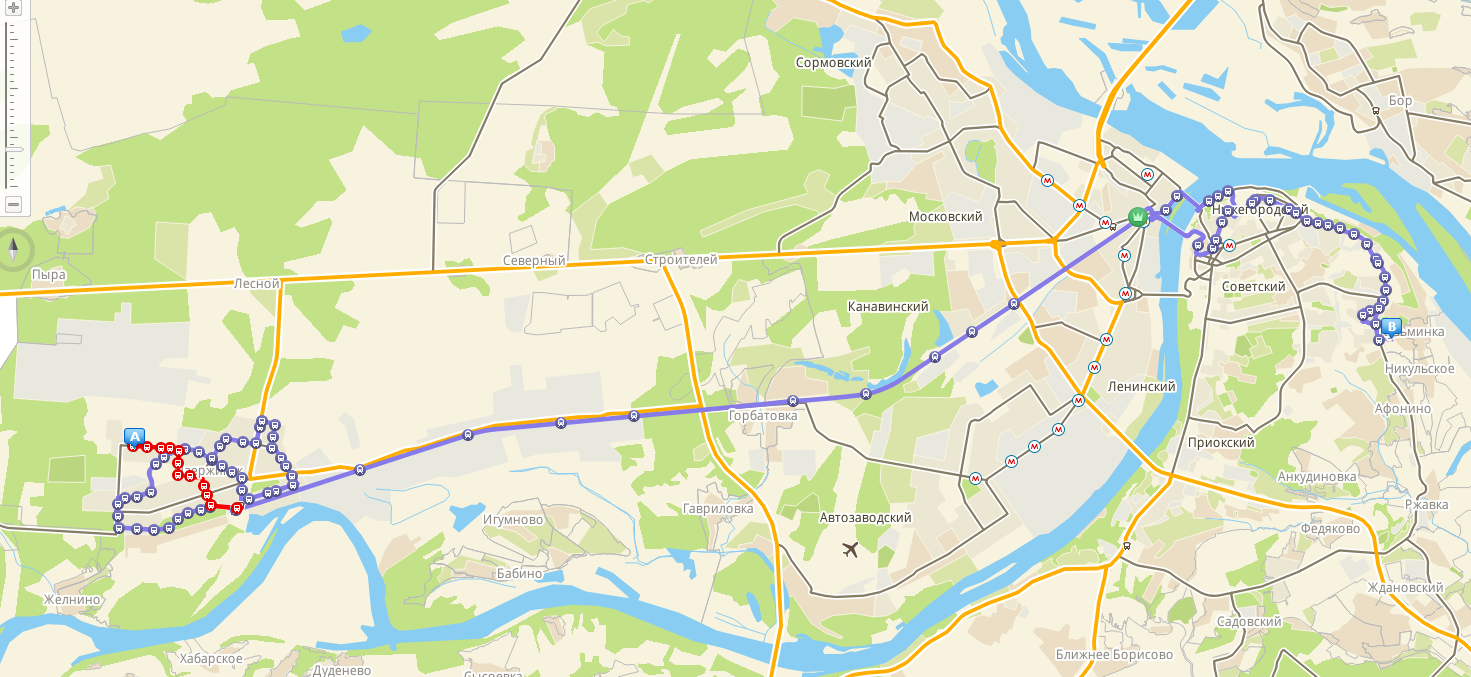 Сормовский
Бор
Нижегородский
Московский
Северный
Строителей
Пыра
Лесной
Советский
Канавинский
Кузьминка
Никульское
Ленинский
Горбатовка
Афонино
A
B
Приокский
Анкудиновка
Ржавка
Гавриловка
Игумново
Автозаводский
Федяково
Бабино
Желнино
Ждановский
Садовский
Хабарское
Дуденево
Ближнее Борисово
М
М
М
М
М
М
М
М
М
М
М
М
М
М